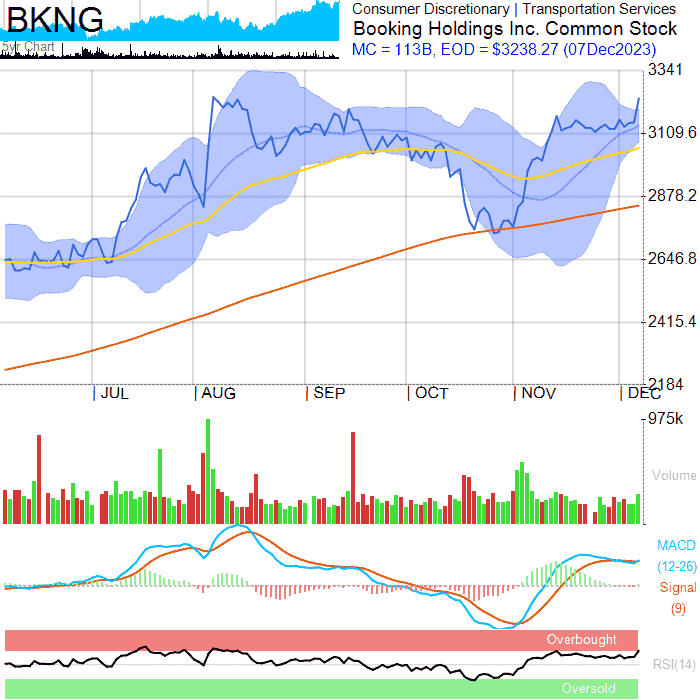 BKNG
5yr Chart
Consumer Discretionary | Transportation Services
Booking Holdings Inc. Common Stock
MC = 113B, EOD = $3238.27 (07Dec2023)
3341
3109.6
2878.2
2646.8
2415.4
2184
JUL AUG SEP OCT NOV DEC
975k
Volume
MACD
(12-26)
Signal
(9)
Overbought
RSI(14)
Oversold